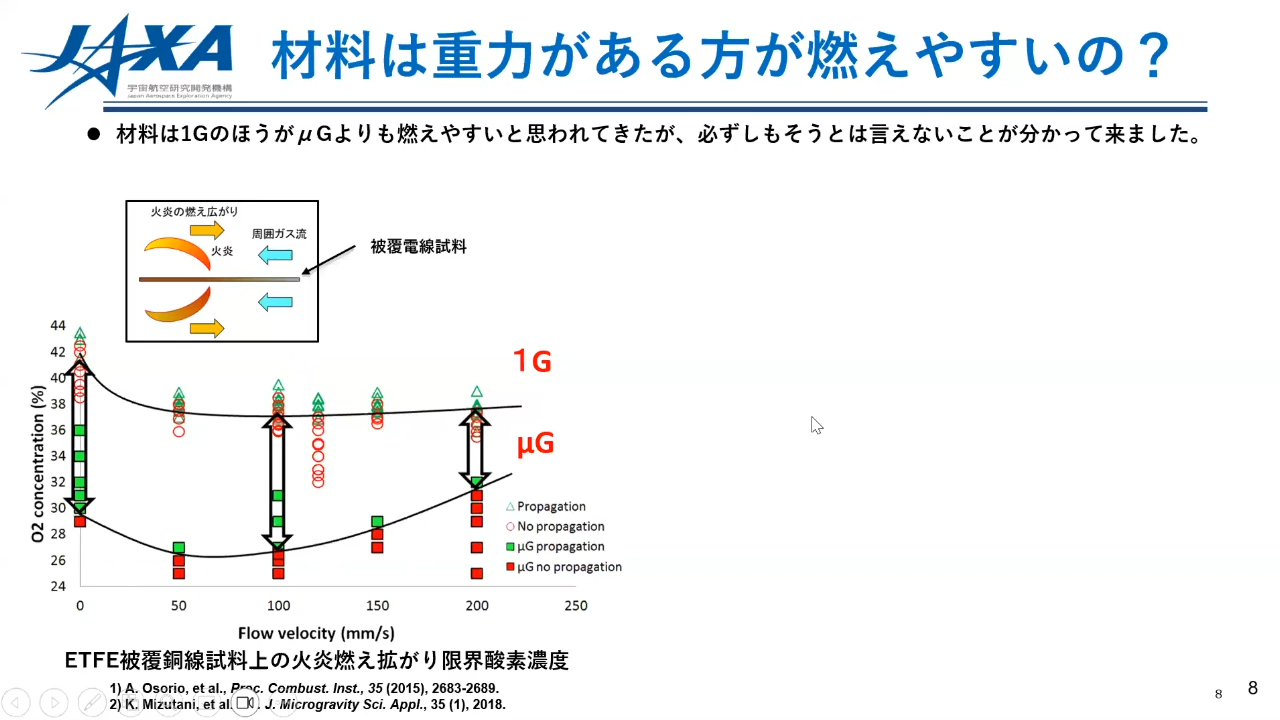 JAXA
宇宙航空研究開発機構
Japan Aerospace Exploration Agency
材料は重力がある方が燃えやすいの？
● 材料は1GのほうがμGよりも燃えやすいと思われてきたが、必ずしもそうとは言えないことが分かって来ました。
火炎の燃え広がり
周囲ガス流
火炎
被覆電線試料
1G
μG
O2 concentration (%)
44
42
40
38
36
34
32
30
28
26
24
0 50 100 150 200 250
Flow velocity (mm/s)
Propagation
No propagation
μG propagation
μG no propagation
ETFE被覆銅線試料上の火炎燃え拡がり限界酸素濃度
1) A. Osorio, et al., Proc. Combust. Inst., 35 (2015), 2683-2689.
2) K. Mizutani, et al. J. Microgravity Sci. Appl., 35 (1), 2018.
8
8